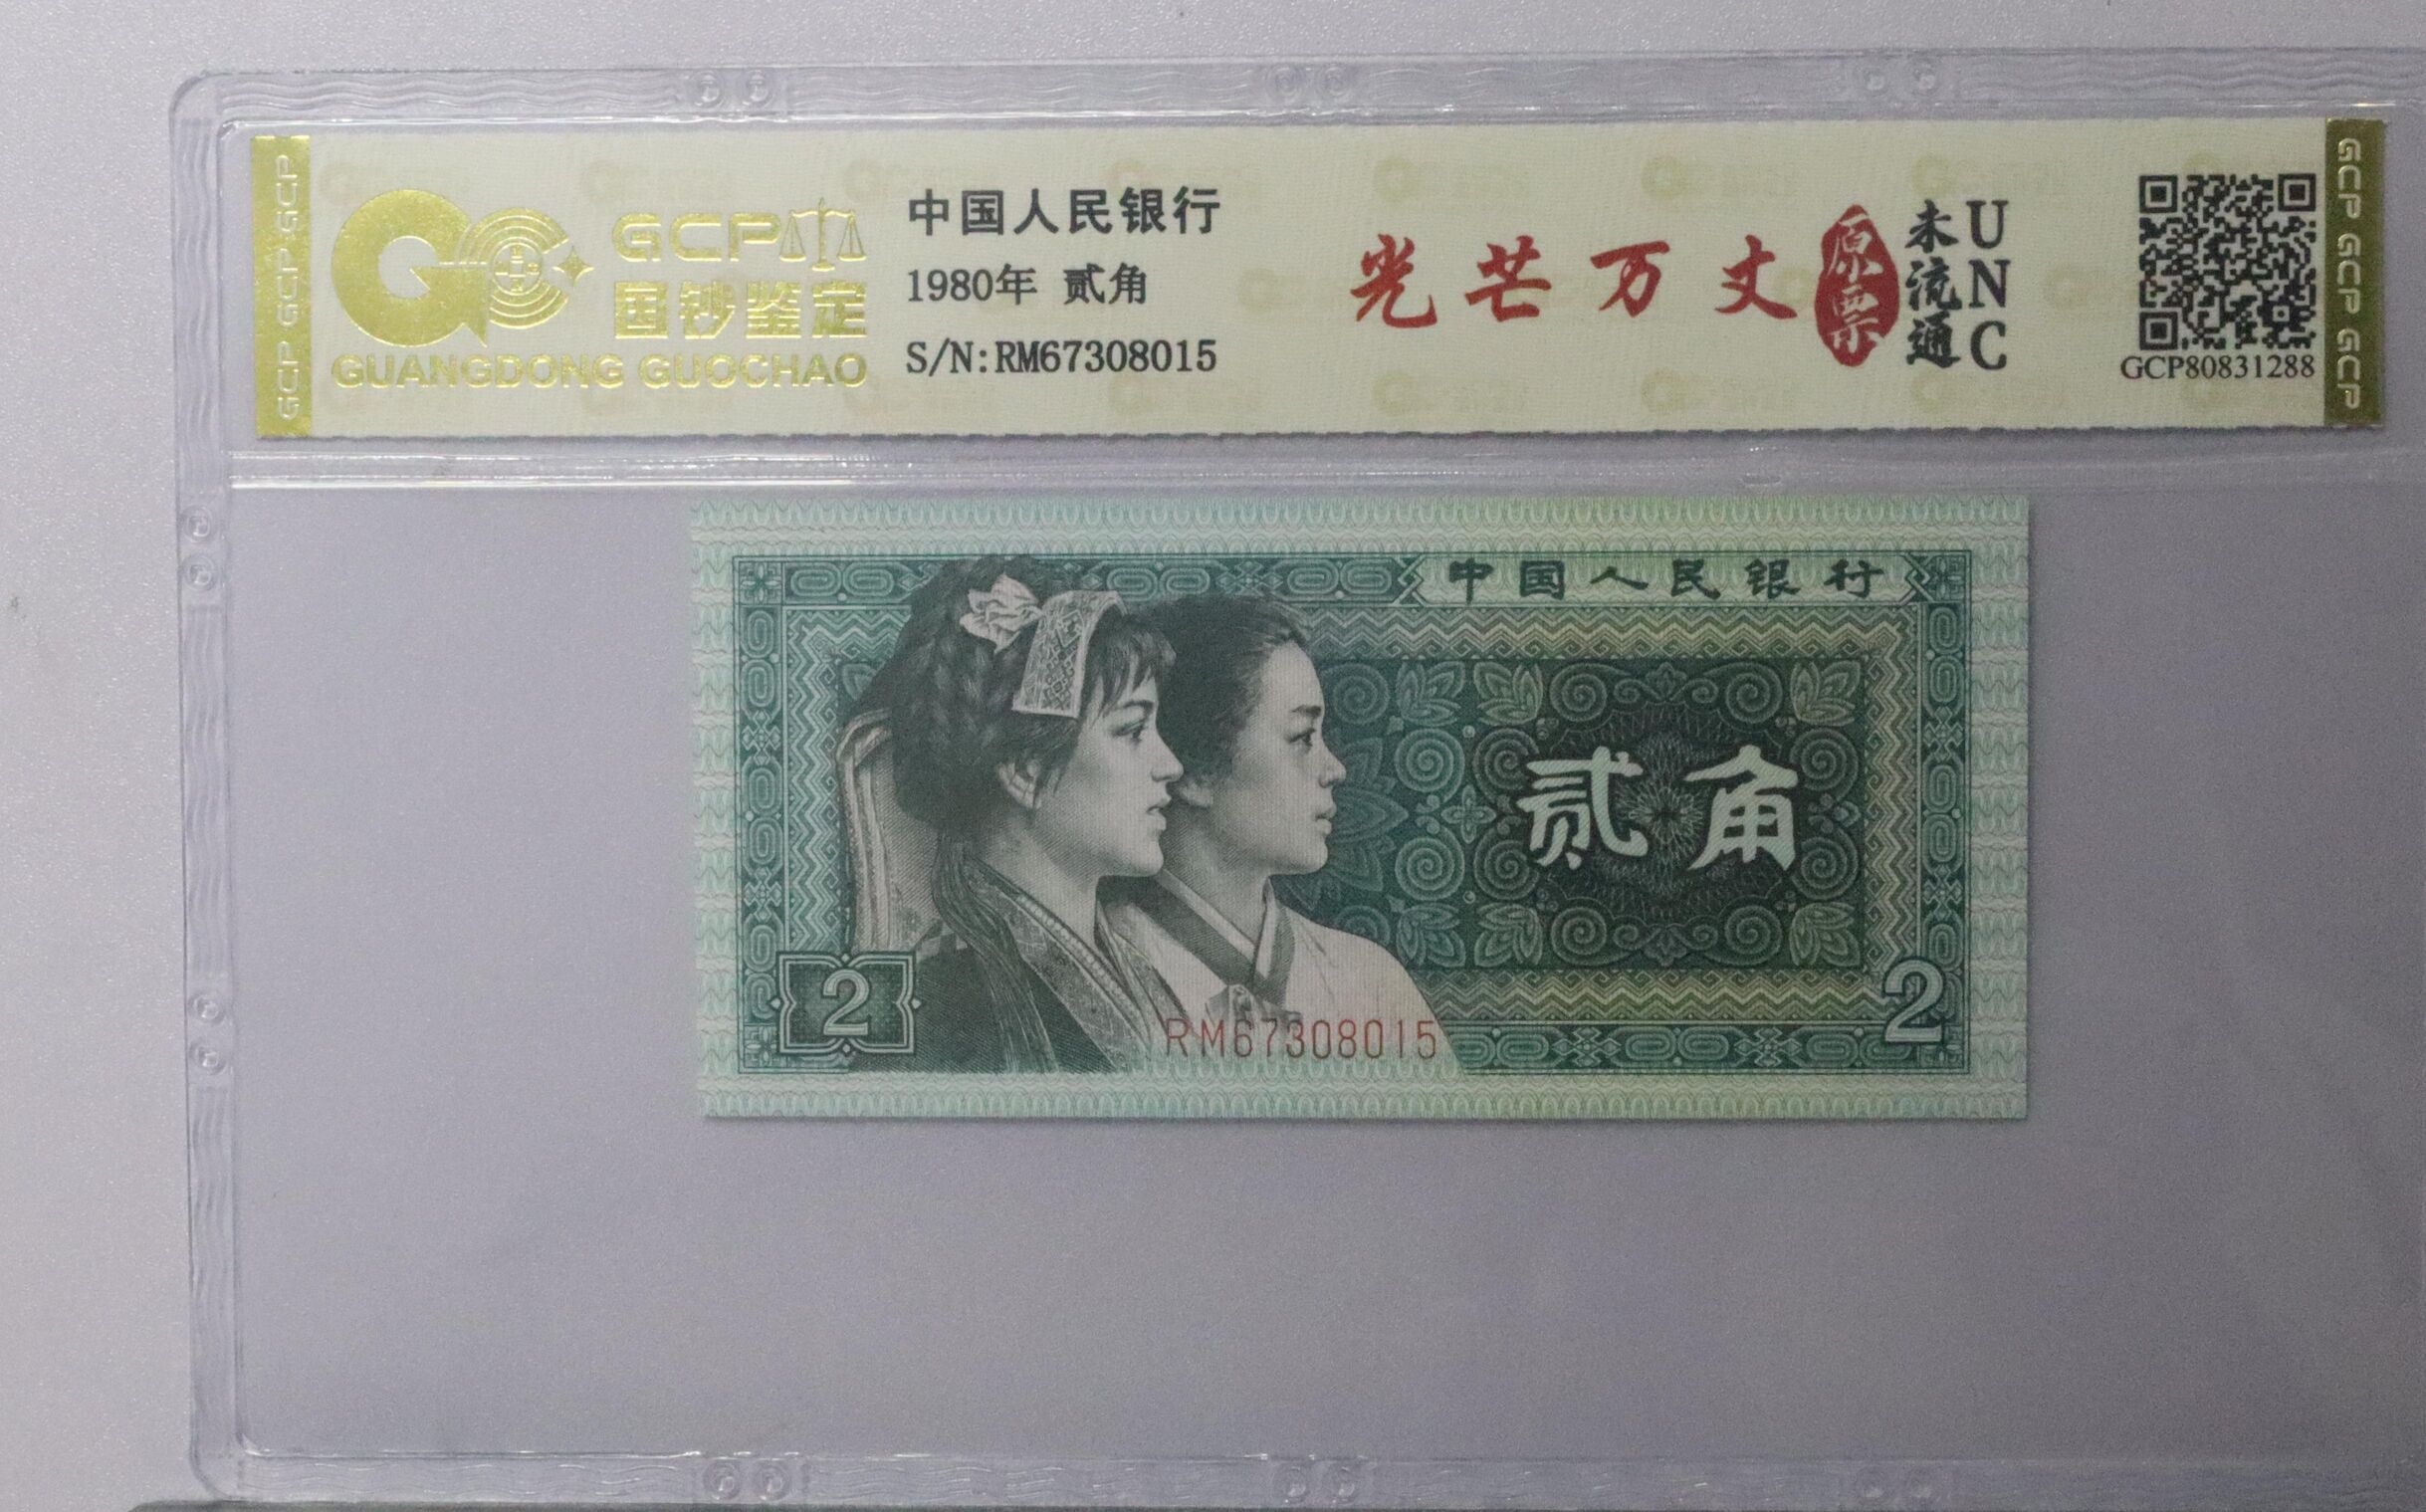 GCP GCP GCP
GCP
国钞鉴定
GUANGDONG GUOCHAO
中国人民银行
1980年 贰角
S/N:RM67308015
光芒万丈
原票
未流通
UNC
GCP80831288
GCP GCP GCP
中国人民银行
贰角
2
2
RM67308015